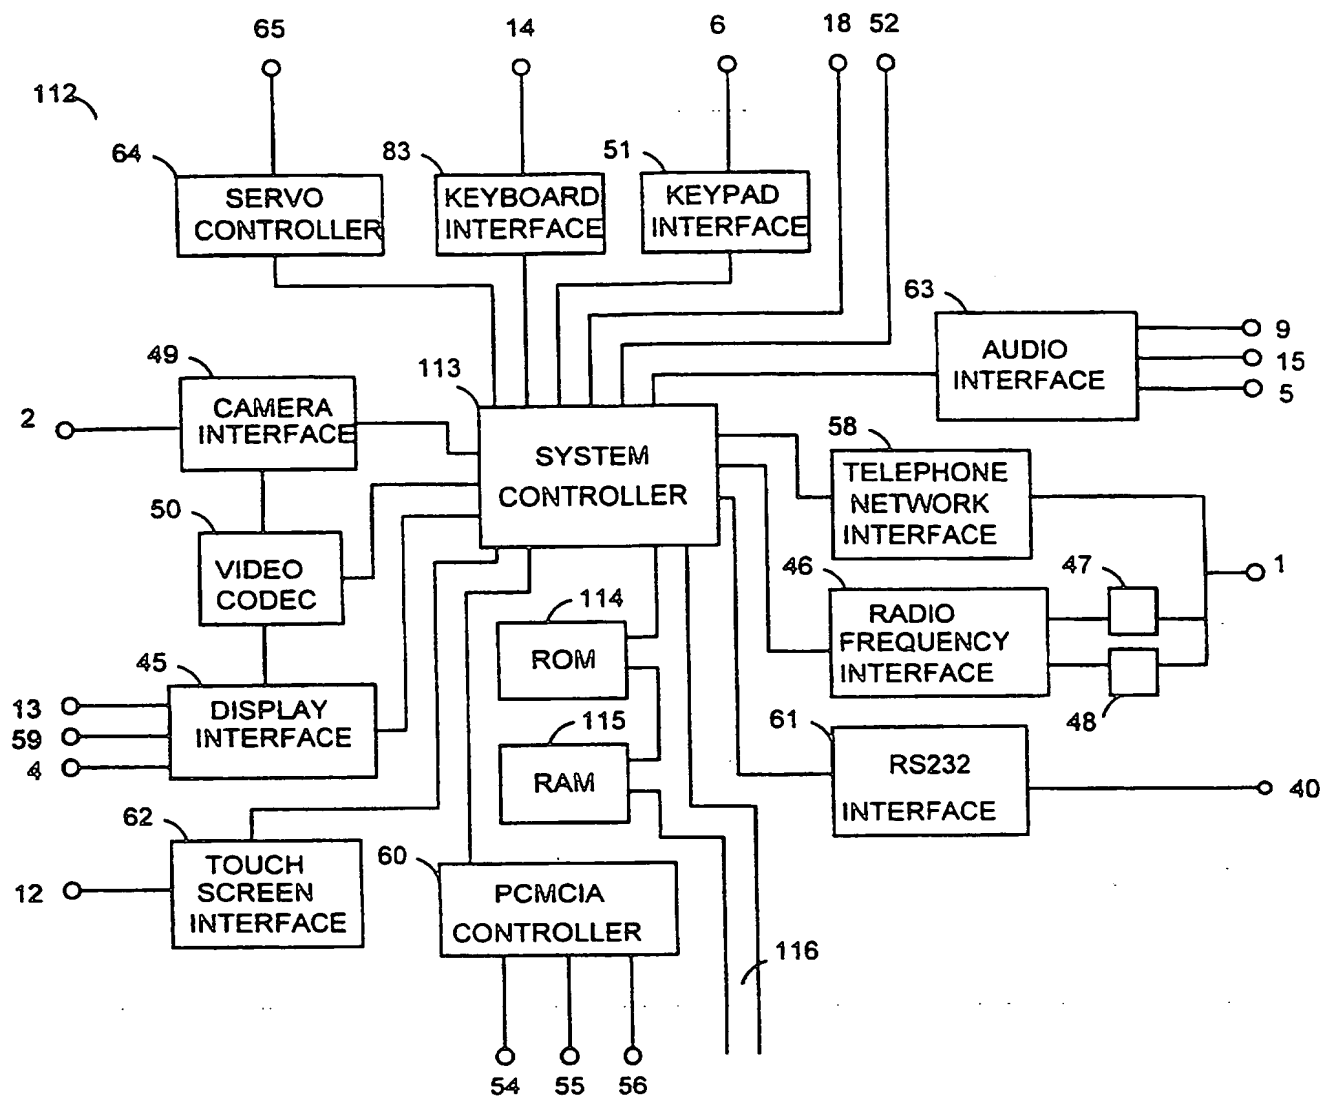 65
14
6
18
52
112
64
83
51
SERVO
CONTROLLER
KEYBOARD
INTERFACE
KEYPAD
INTERFACE
63
AUDIO
INTERFACE
9
15
5
49
113
2
CAMERA
INTERFACE
SYSTEM
CONTROLLER
58
TELEPHONE
NETWORK
INTERFACE
50
VIDEO
CODEC
46
47
1
RADIO
FREQUENCY
INTERFACE
48
114
ROM
45
13
59
4
DISPLAY
INTERFACE
115
RAM
61
RS232
INTERFACE
40
62
12
TOUCH
SCREEN
INTERFACE
60
PCMCIA
CONTROLLER
116
54
55
56